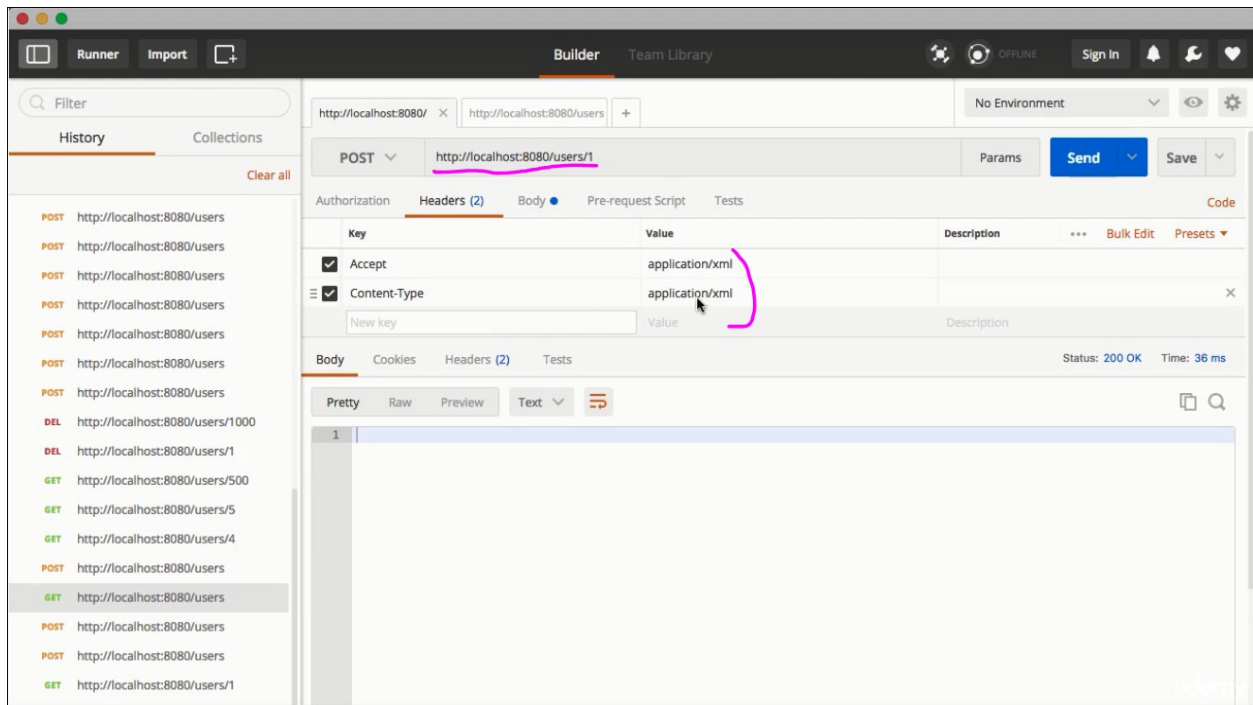 Runner Import Builder Team Library OFFLINE Sign In
Filter
History Collections
Clear all
POST http://localhost:8080/users
POST http://localhost:8080/users
POST http://localhost:8080/users
POST http://localhost:8080/users
POST http://localhost:8080/users
POST http://localhost:8080/users
POST http://localhost:8080/users
DEL http://localhost:8080/users/1000
DEL http://localhost:8080/users/1
GET http://localhost:8080/users/500
GET http://localhost:8080/users/5
GET http://localhost:8080/users/4
POST http://localhost:8080/users
GET http://localhost:8080/users
POST http://localhost:8080/users
POST http://localhost:8080/users
GET http://localhost:8080/users/1
http://localhost:8080/ http://localhost:8080/users + No Environment
POST http://localhost:8080/users/1 Params Send Save
Authorization Headers (2) Body Pre-request Script Tests Code
Key Value Description ••• Bulk Edit Presets
Accept application/xml
Content-Type application/xml
New key Value Description
Body Cookies Headers (2) Tests Status: 200 OK Time: 36 ms
Pretty Raw Preview Text
1
udemy